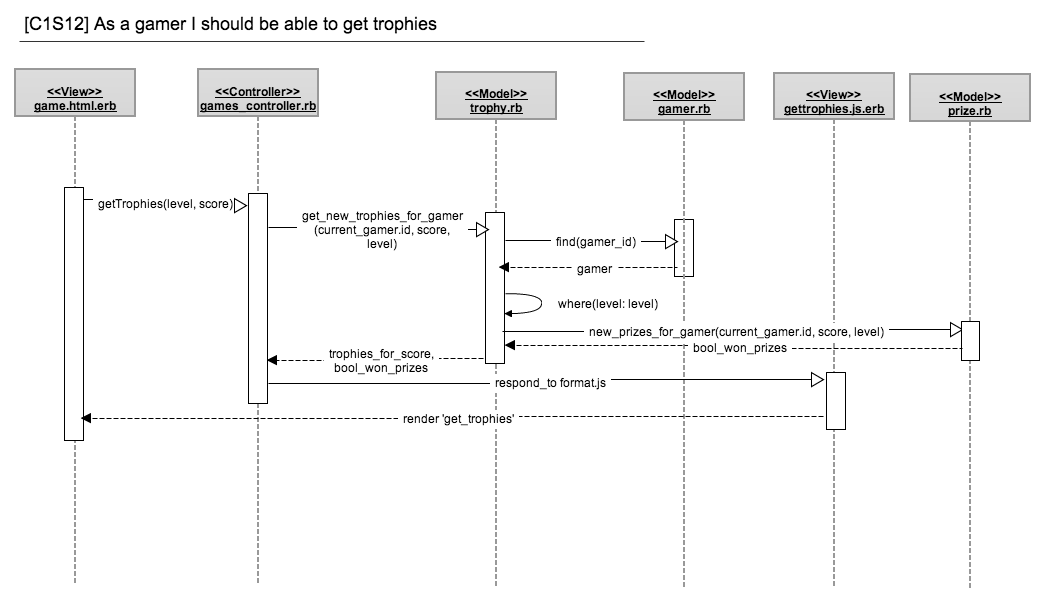 [C1S12] As a gamer I should be able to get trophies
<<View>>
game.html.erb
<<Controller>>
games_controller.rb
<<Model>>
trophy.rb
<<Model>>
gamer.rb
<<View>>
gettrophies.js.erb
<<Model>>
prize.rb
getTrophies(level, score)
get_new_trophies_for_gamer
(current_gamer.id, score,
level)
find(gamer_id)
gamer
where(level: level)
new_prizes_for_gamer(current_gamer.id, score, level)
bool_won_prizes
trophies_for_score,
bool_won_prizes
respond_to format.js
render 'get_trophies'